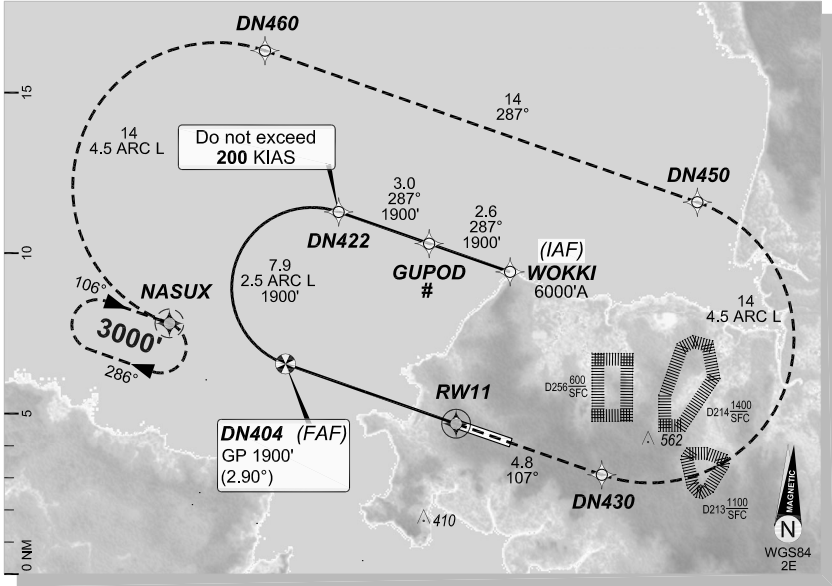 DN460
15
14
287°
14
4.5 ARC L
Do not exceed
200 KIAS
DN450
3.0
287°
1900'
2.6
287°
1900'
DN422
(IAF)
10
GUPOD
#
WOKKI
6000'A
7.9
2.5 ARC L
1900'
106°
NASUX
3000'
286°
14
4.5 ARC L
RW11
D256 600
SFC
D214 1400
SFC
562
5
DN404 (FAF)
GP 1900'
(2.90°)
4.8
107°
DN430
D213 1100
SFC
410
MAGNETIC
N
WGS84
2E
0 NM